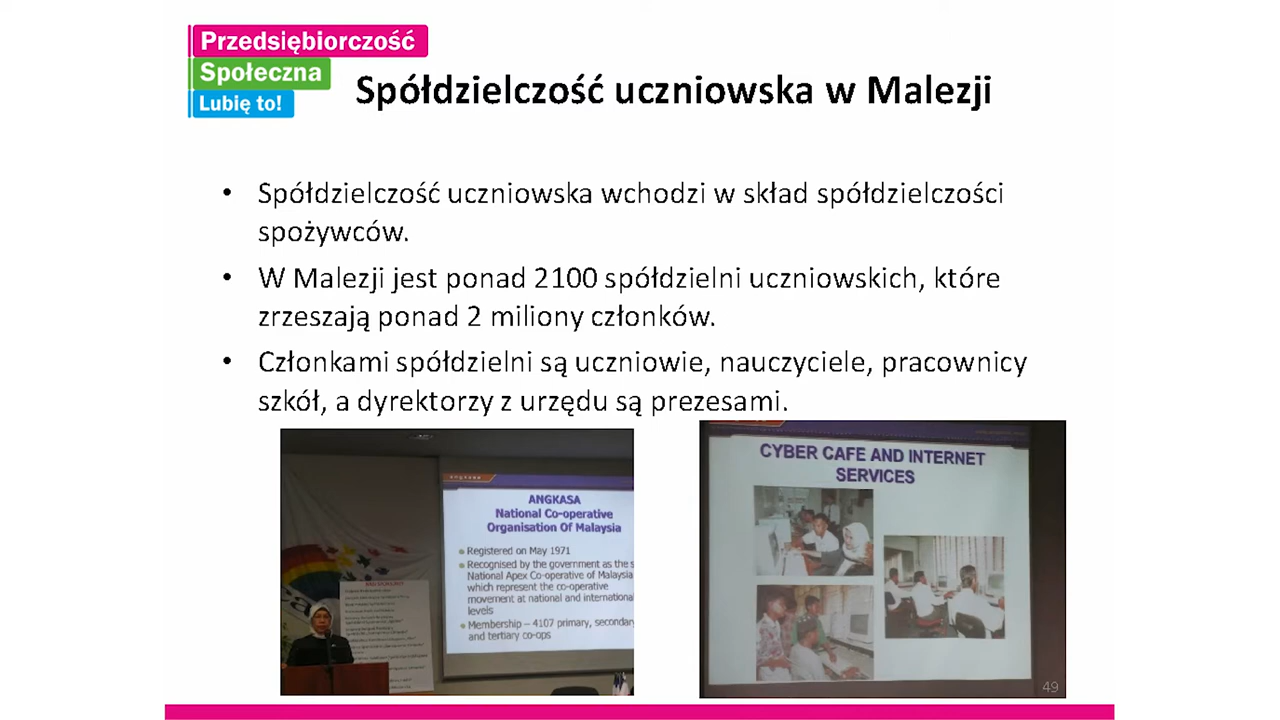 Przedsiębiorczość
Społeczna
Lubię to!
Spółdzielczość uczniowska w Malezji
• Spółdzielczość uczniowska wchodzi w skład spółdzielczości
spożywców.
• W Malezji jest ponad 2100 spółdzielni uczniowskich, które
zrzeszają ponad 2 miliony członków.
• Członkami spółdzielni są uczniowie, nauczyciele, pracownicy
szkół, a dyrektorzy z urzędu są prezesami.
ANGKASA
National Co-operative
Organisation Of Malaysia
Registered on May 1971
Recognised by the government as the
National Apex Co-operative of Malaysia
which represent the co-operative
movement at national and international
levels
Membership – 4107 primary, secondary
and tertiary co-ops
CYBER CAFE AND INTERNET
SERVICES
49